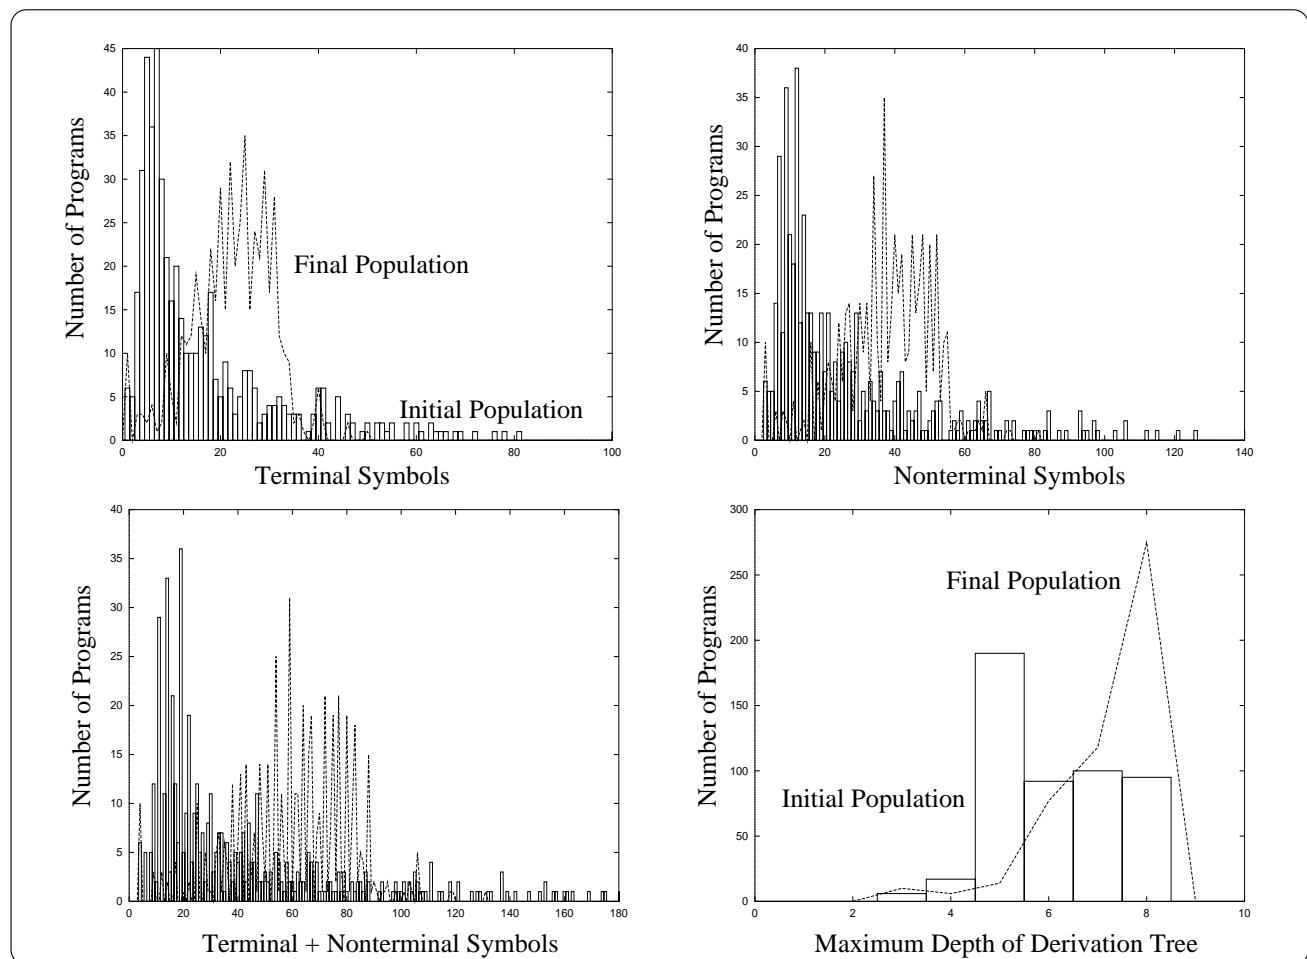 45
40
35
30
25
20
15
10
5
0
0 20 40 60 80 100
Number of Programs
Final Population
Initial Population
Terminal Symbols
40
35
30
25
20
15
10
5
0
0 20 40 60 80 100 120 140
Number of Programs
Nonterminal Symbols
40
35
30
25
20
15
10
5
0
0 20 40 60 80 100 120 140 160 180
Number of Programs
Terminal + Nonterminal Symbols
300
250
200
150
100
50
0
0 2 4 6 8 10
Number of Programs
Final Population
Initial Population
Maximum Depth of Derivation Tree